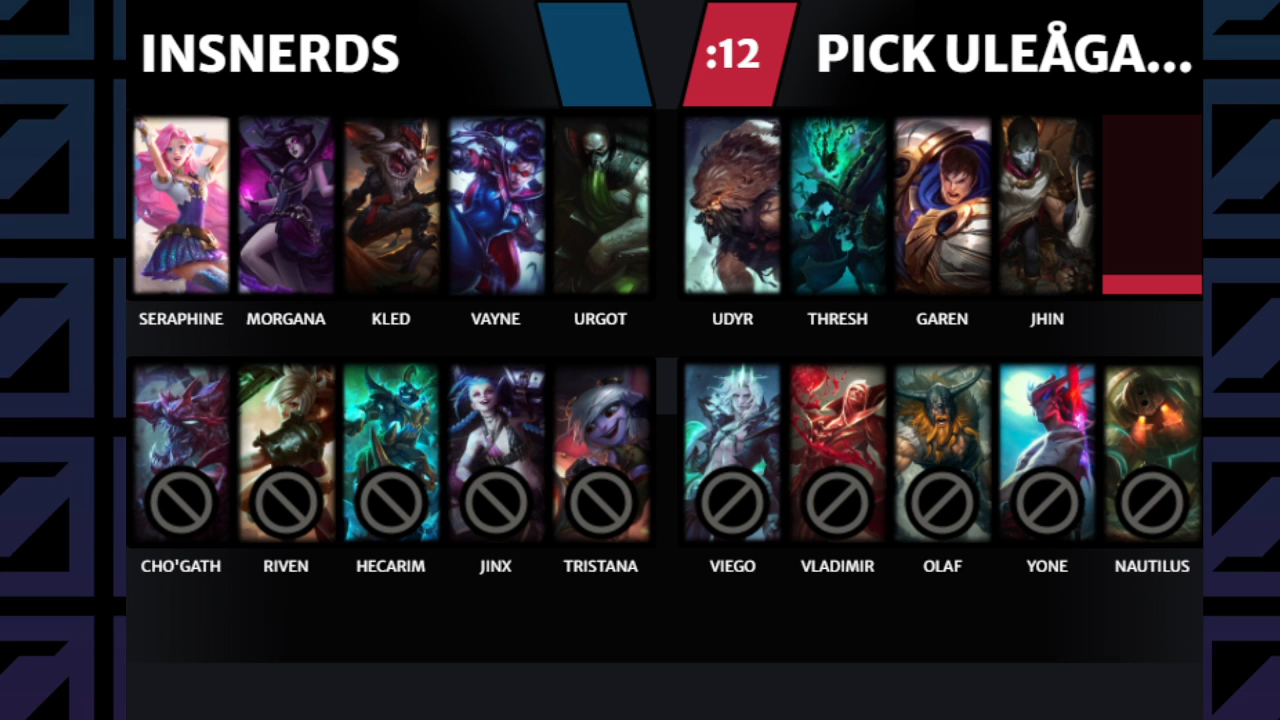 INSNERDS
:12
PICK ULEÅGA...
SERAPHINE MORGANA KLED VAYNE URGOT
UDYR THRESH GAREN JHIN
CHO'GATH RIVEN HECARIM JINX TRISTANA
VIEGO VLADIMIR OLAF YONE NAUTILUS